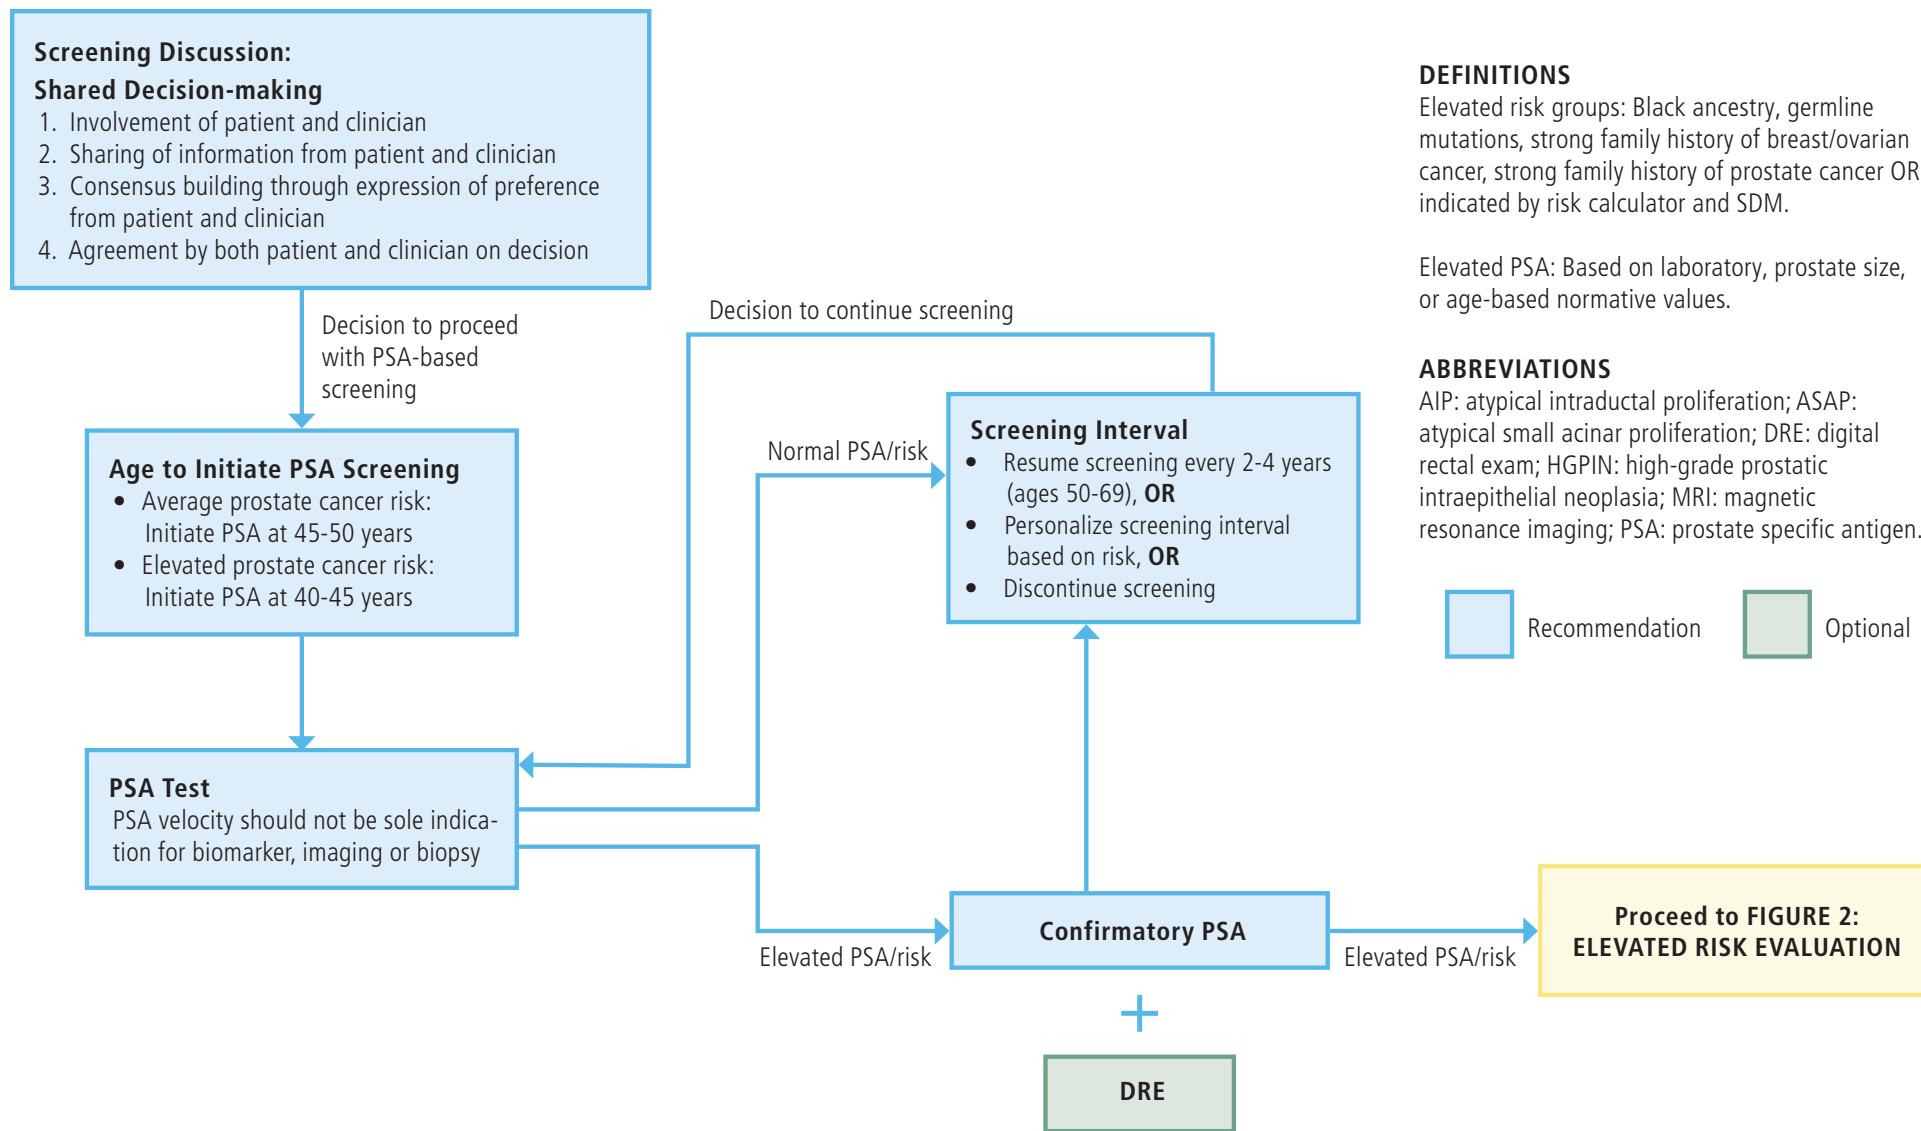 Screening Discussion:
Shared Decision-making
1. Involvement of patient and clinician
2. Sharing of information from patient and clinician
3. Consensus building through expression of preference
from patient and clinician
4. Agreement by both patient and clinician on decision
Decision to proceed
with PSA-based
screening
Age to Initiate PSA Screening
• Average prostate cancer risk:
Initiate PSA at 45-50 years
• Elevated prostate cancer risk:
Initiate PSA at 40-45 years
PSA Test
PSA velocity should not be sole indica-
tion for biomarker, imaging or biopsy
Decision to continue screening
Normal PSA/risk
Screening Interval
• Resume screening every 2-4 years
(ages 50-69), OR
• Personalize screening interval
based on risk, OR
• Discontinue screening
Elevated PSA/risk
Confirmatory PSA
+
DRE
Elevated PSA/risk
Proceed to FIGURE 2:
ELEVATED RISK EVALUATION
DEFINITIONS
Elevated risk groups: Black ancestry, germline
mutations, strong family history of breast/ovarian
cancer, strong family history of prostate cancer OR
indicated by risk calculator and SDM.
Elevated PSA: Based on laboratory, prostate size,
or age-based normative values.
ABBREVIATIONS
AIP: atypical intraductal proliferation; ASAP:
atypical small acinar proliferation; DRE: digital
rectal exam; HGPIN: high-grade prostatic
intraepithelial neoplasia; MRI: magnetic
resonance imaging; PSA: prostate specific antigen.
Recommendation
Optional